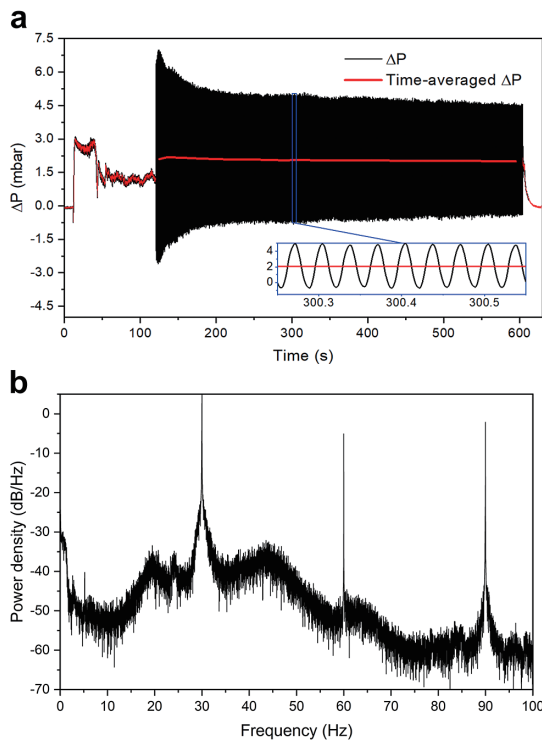 a
7.5
6.0
4.5
3.0
1.5
0.0
-1.5
-3.0
-4.5
ΔP (mbar)
ΔP
Time-averaged ΔP
4
2
0
300.3 300.4 300.5
0 100 200 300 400 500 600
Time (s)
b
0
-10
-20
-30
-40
-50
-60
-70
Power density (dB/Hz)
0 10 20 30 40 50 60 70 80 90 100
Frequency (Hz)